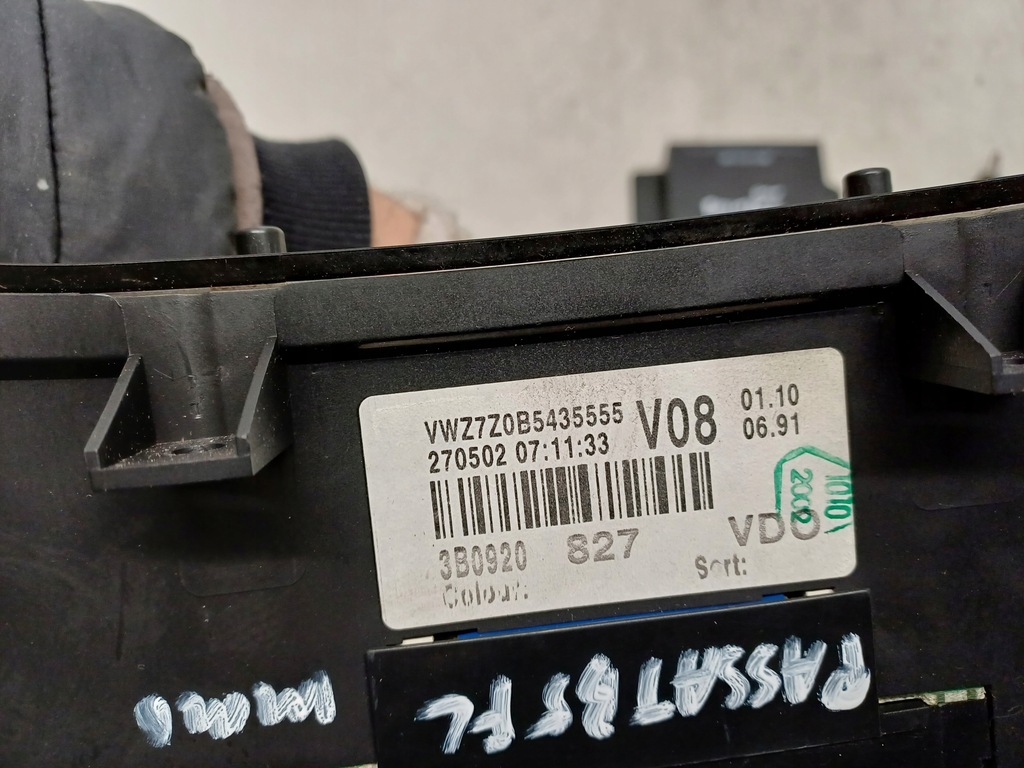 VWZ7Z0B5435555 V08 01.10
270502 07:11:33 06.91
1010
2002
VDO
3B0920 827
Colour: Sort:
PASSAT B5 FL